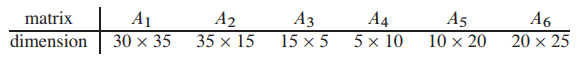 matrix A1 A2 A3 A4 A5 A6
dimension 30 × 35 35 × 15 15 × 5 5 × 10 10 × 20 20 × 25